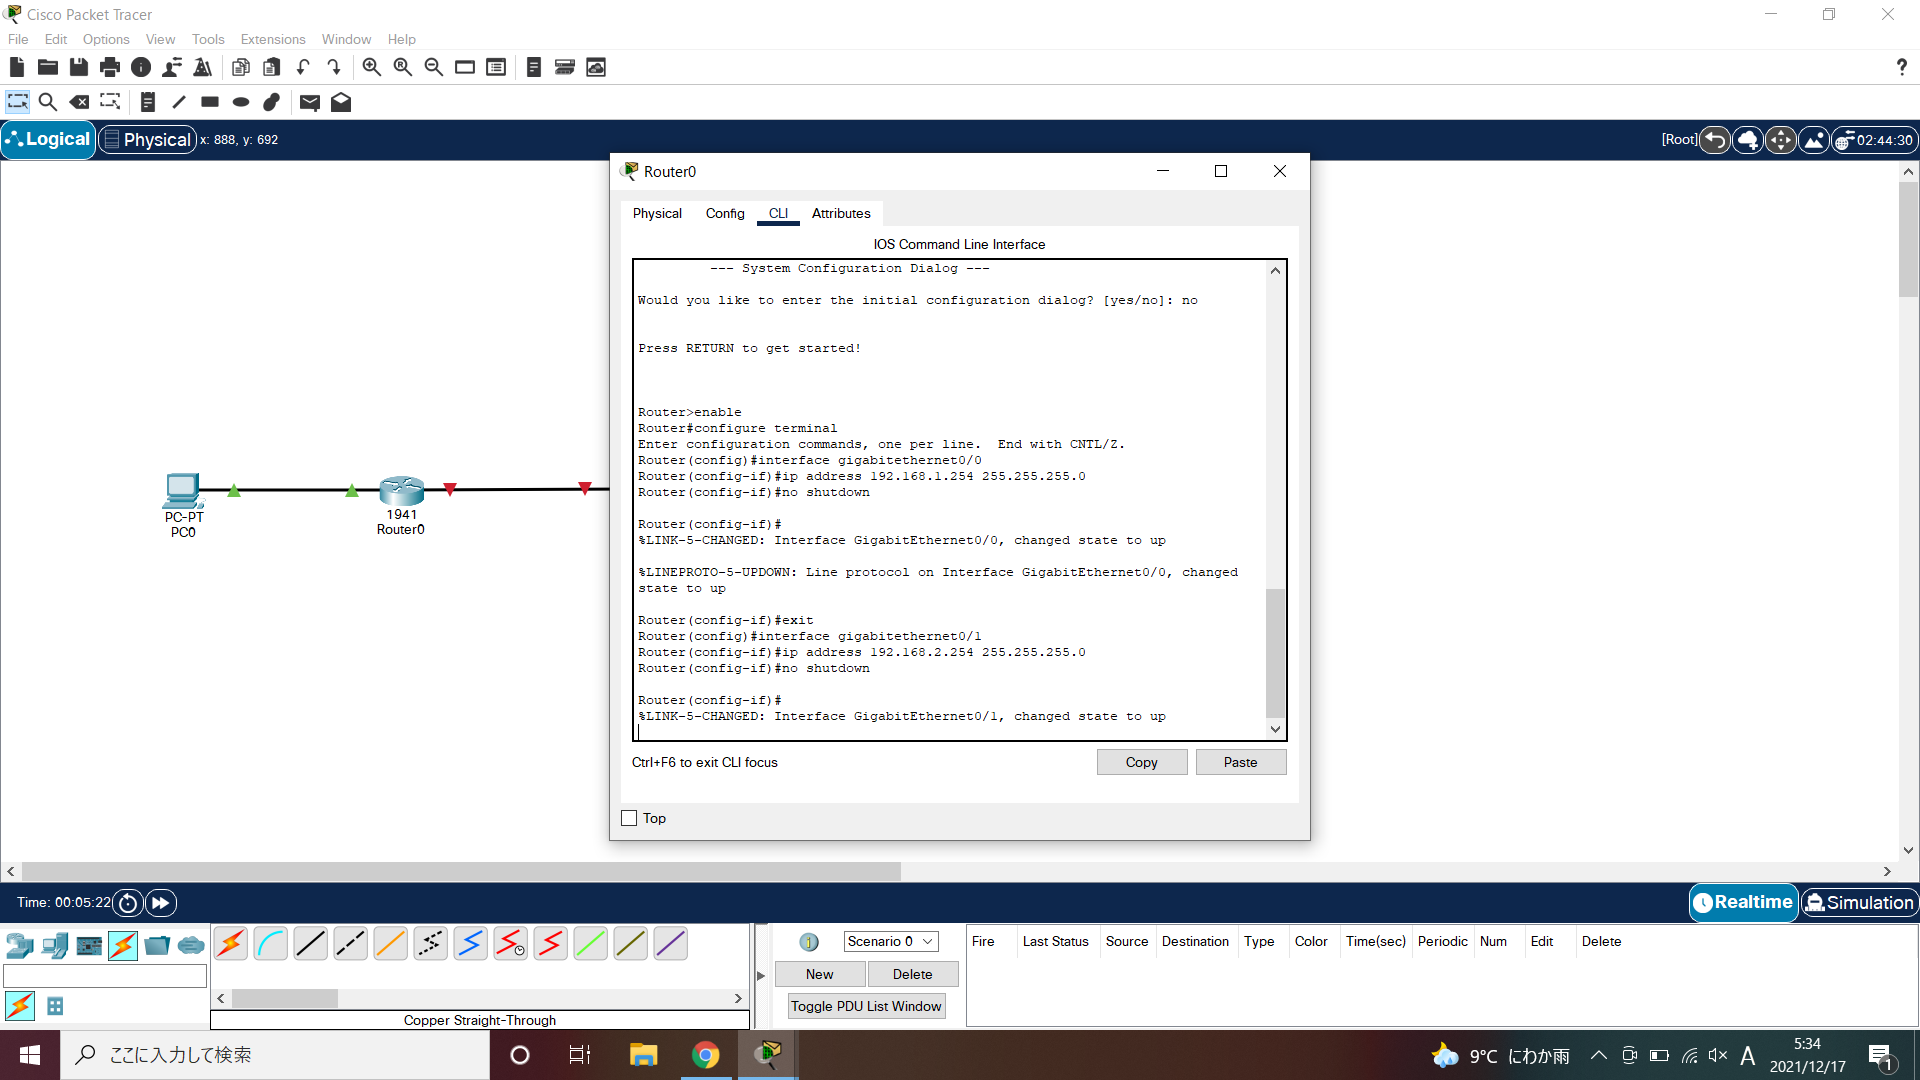 Cisco Packet Tracer
File Edit Options View Tools Extensions Window Help
Logical Physical x: 888, y: 692 [Root] 02:44:30
Router0
Physical Config CLI Attributes
IOS Command Line Interface
--- System Configuration Dialog ---
Would you like to enter the initial configuration dialog? [yes/no]: no
Press RETURN to get started!
Router>enable
Router#configure terminal
Enter configuration commands, one per line.  End with CNTL/Z.
Router(config)#interface gigabitethernet0/0
Router(config-if)#ip address 192.168.1.254 255.255.255.0
Router(config-if)#no shutdown
Router(config-if)#
%LINK-5-CHANGED: Interface GigabitEthernet0/0, changed state to up
%LINEPROTO-5-UPDOWN: Line protocol on Interface GigabitEthernet0/0, changed
state to up
Router(config-if)#exit
Router(config)#interface gigabitethernet0/1
Router(config-if)#ip address 192.168.2.254 255.255.255.0
Router(config-if)#no shutdown
Router(config-if)#
%LINK-5-CHANGED: Interface GigabitEthernet0/1, changed state to up
Ctrl+F6 to exit CLI focus
Copy Paste
Top
PC-PT
PC0
1941
Router0
Time: 00:05:22
Realtime Simulation
Scenario 0
New Delete
Toggle PDU List Window
Fire Last Status Source Destination Type Color Time(sec) Periodic Num Edit Delete
Copper Straight-Through
ここに入力して検索
9°C にわか雨
A
5:34
2021/12/17
1